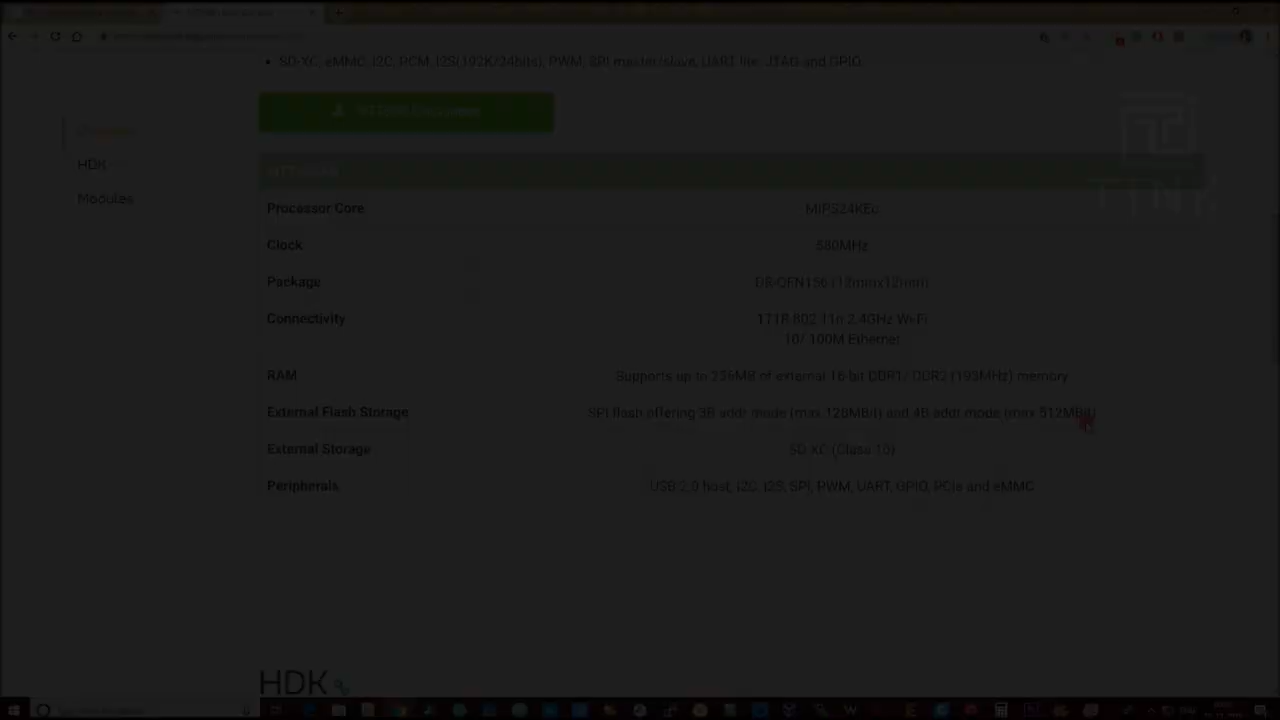 SD-XC, eMMC, I2C, PCM, I2S(192K/24bits), PWM, SPI master/slave, UART lite, JTAG and GPIO
HDK
Modules
Processor Core
MIPS24KEc
Clock
580MHz
Package
DR-QFN156 (12mmx12mm)
Connectivity
1T1R 802.11n 2.4GHz Wi-Fi
10/ 100M Ethernet
RAM
Supports up to 256MB of external 16-bit DDR1/ DDR2 (193MHz) memory
External Flash Storage
SPI flash offering 3B addr mode (max 128MBit) and 4B addr mode (max 512MBit)
External Storage
SD-XC (Class 10)
Peripherals
USB 2.0 host, I2C, I2S, SPI, PWM, UART, GPIO, PCIe and eMMC
HDK